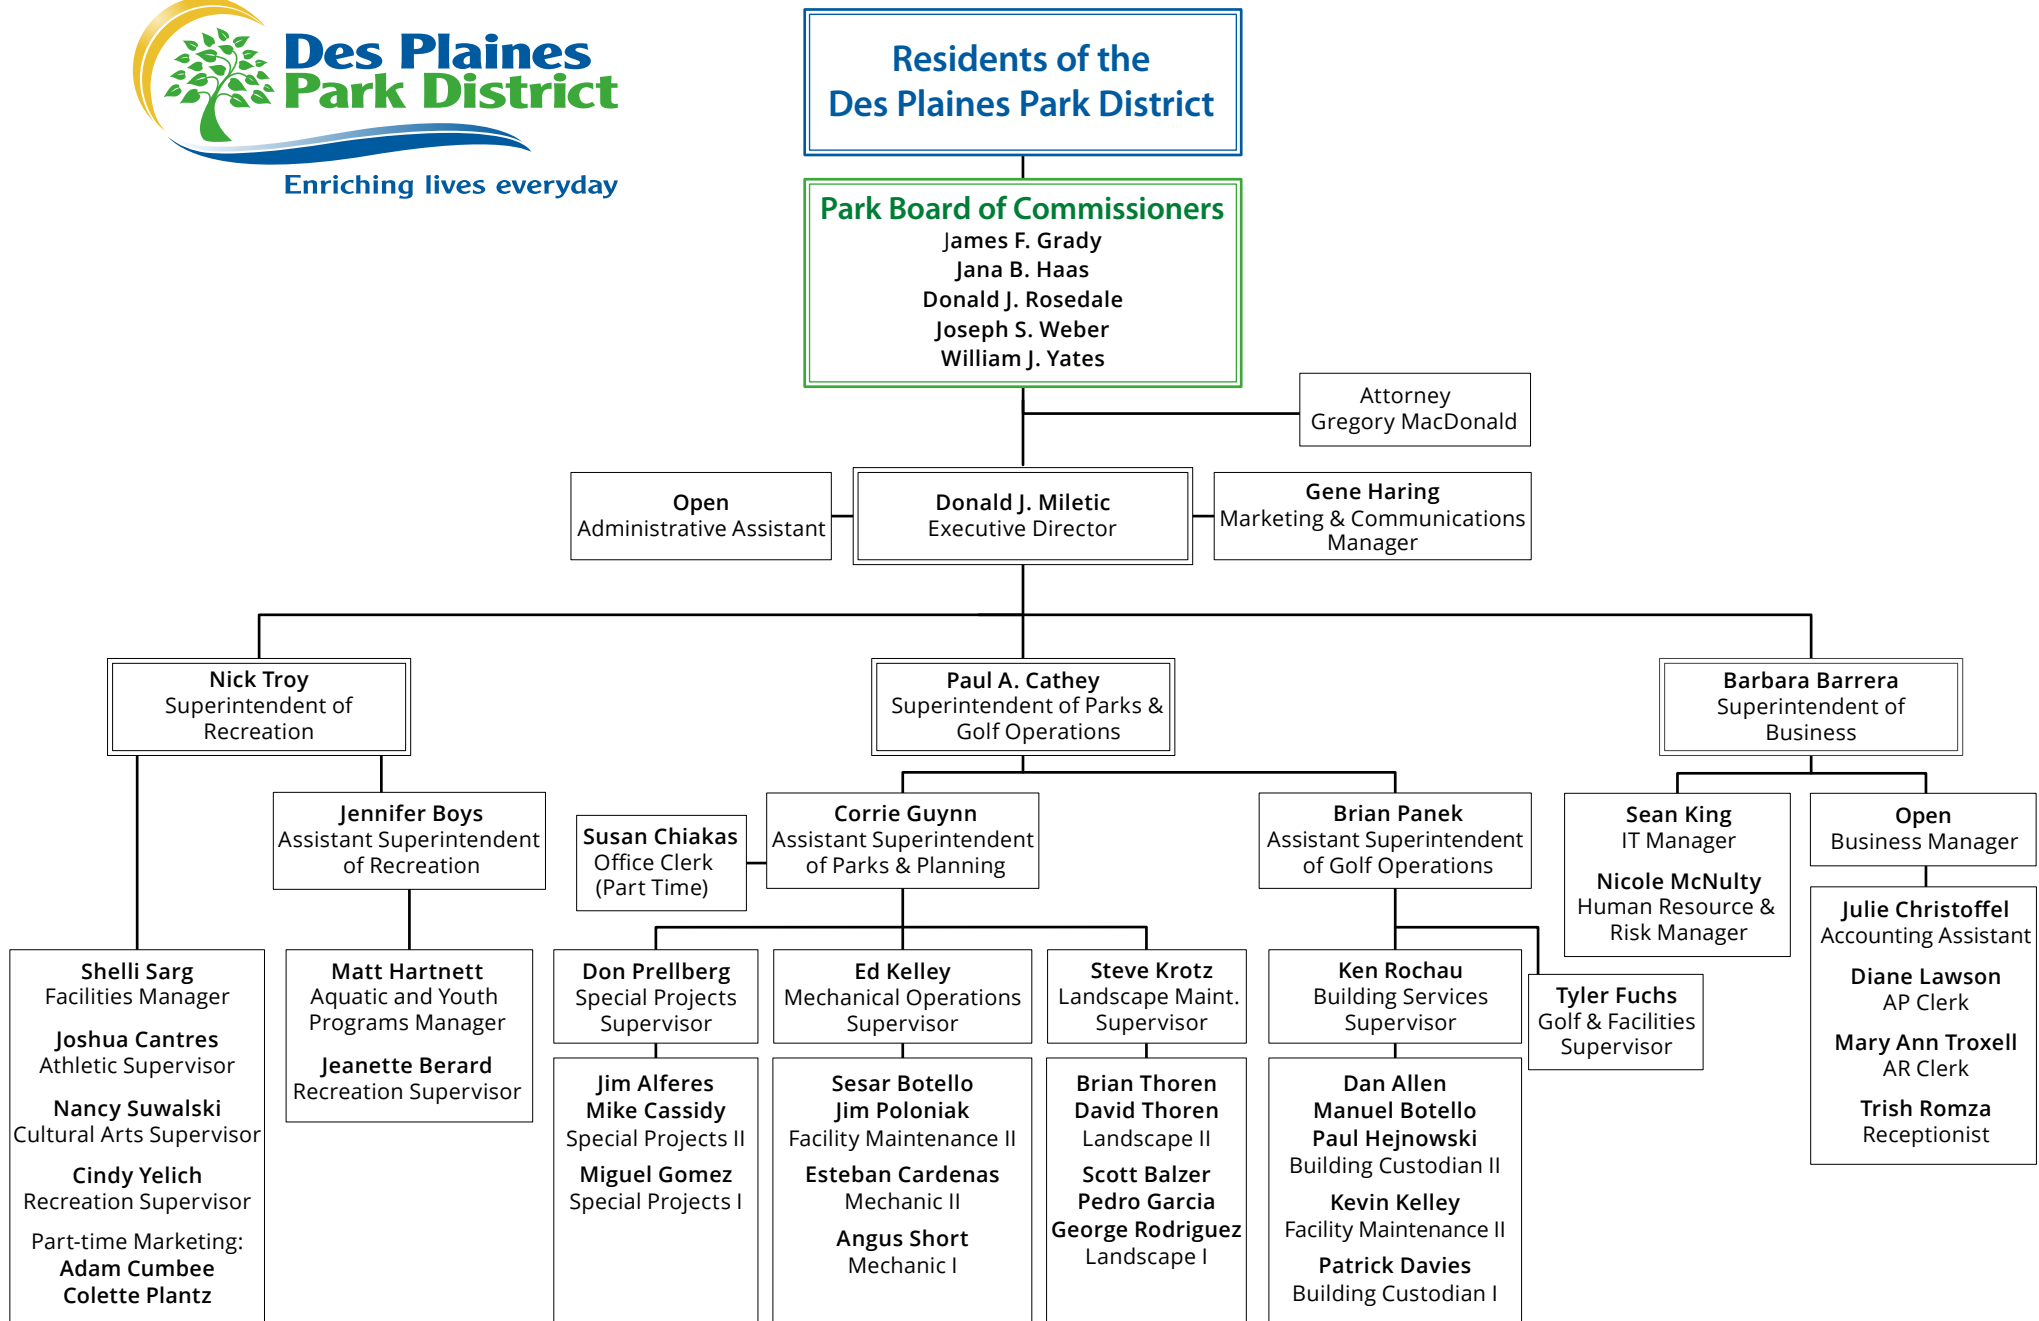 Des Plaines
Park District
Enriching lives everyday
Residents of the
Des Plaines Park District
Park Board of Commissioners
James F. Grady
Jana B. Haas
Donald J. Rosedale
Joseph S. Weber
William J. Yates
Attorney
Gregory MacDonald
Open
Administrative Assistant
Donald J. Miletic
Executive Director
Gene Haring
Marketing & Communications
Manager
Nick Troy
Superintendent of
Recreation
Paul A. Cathey
Superintendent of Parks &
Golf Operations
Barbara Barrera
Superintendent of
Business
Jennifer Boys
Assistant Superintendent
of Recreation
Susan Chiakas
Office Clerk
(Part Time)
Corrie Guynn
Assistant Superintendent
of Parks & Planning
Brian Panek
Assistant Superintendent
of Golf Operations
Sean King
IT Manager
Nicole McNulty
Human Resource &
Risk Manager
Open
Business Manager
Julie Christoffel
Accounting Assistant
Diane Lawson
AP Clerk
Mary Ann Troxell
AR Clerk
Trish Romza
Receptionist
Shelli Sarg
Facilities Manager
Joshua Cantres
Athletic Supervisor
Nancy Suwalski
Cultural Arts Supervisor
Cindy Yelich
Recreation Supervisor
Part-time Marketing:
Adam Cumbee
Colette Plantz
Matt Hartnett
Aquatic and Youth
Programs Manager
Jeanette Berard
Recreation Supervisor
Don Prellberg
Special Projects
Supervisor
Jim Alferes
Mike Cassidy
Special Projects II
Miguel Gomez
Special Projects I
Ed Kelley
Mechanical Operations
Supervisor
Sesar Botello
Jim Poloniak
Facility Maintenance II
Esteban Cardenas
Mechanic II
Angus Short
Mechanic I
Steve Krotz
Landscape Maint.
Supervisor
Brian Thoren
David Thoren
Landscape II
Scott Balzer
Pedro Garcia
George Rodriguez
Landscape I
Ken Rochau
Building Services
Supervisor
Dan Allen
Manuel Botello
Paul Hejnowski
Building Custodian II
Kevin Kelley
Facility Maintenance II
Patrick Davies
Building Custodian I
Tyler Fuchs
Golf & Facilities
Supervisor